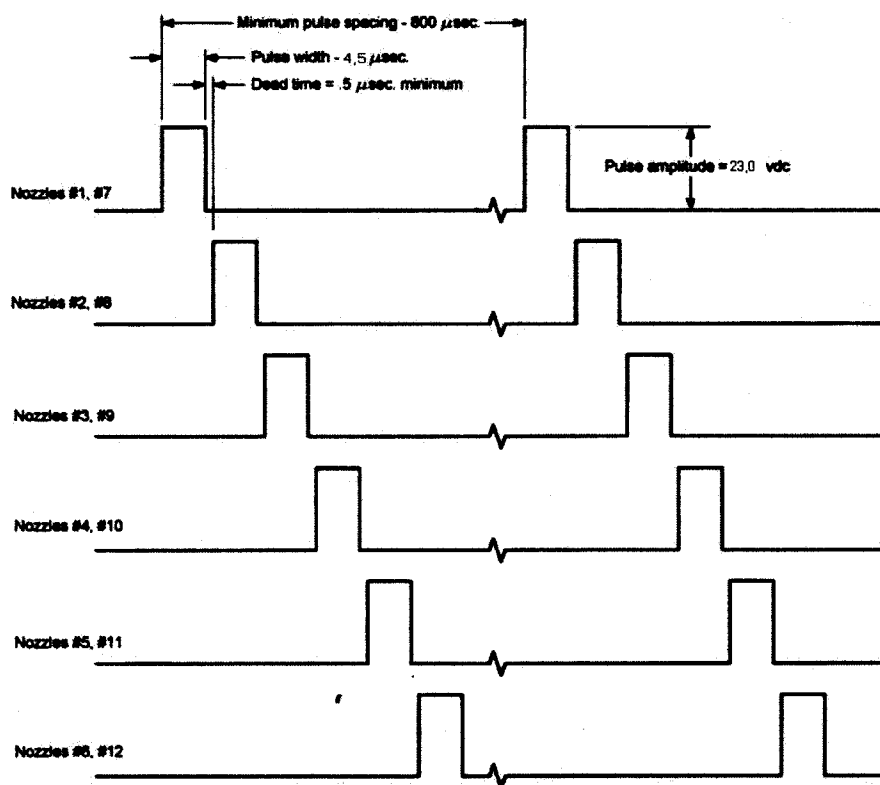 Minimum pulse spacing - 800 μsec.
Pulse width - 4,5 μsec.
Dead time = .5 μsec. minimum
Pulse amplitude = 23,0 vdc
Nozzles #1, #7
Nozzles #2, #8
Nozzles #3, #9
Nozzles #4, #10
Nozzles #5, #11
Nozzles #6, #12